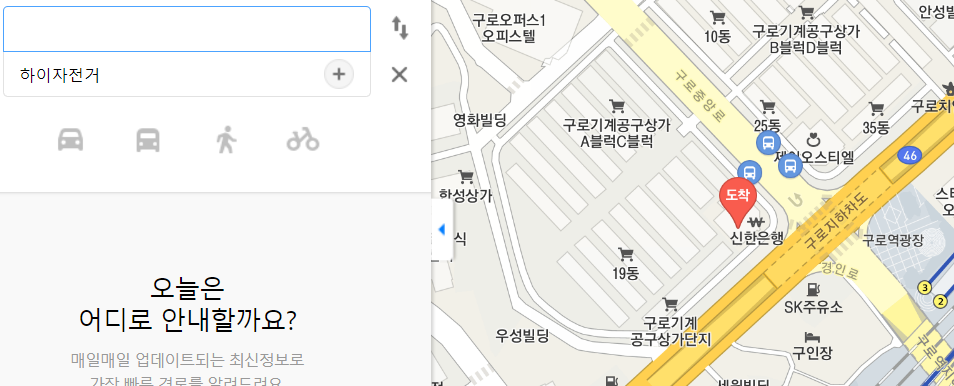 하이자전거
오늘은
어디로 안내할까요?
매일매일 업데이트되는 최신정보로
가장 빠른 경로를 알려드려요
구로오퍼스1
오피스텔
10동
구로기계공구상가
B블럭D블럭
안성빌
구로중앙로
영화빌딩
구로기계공구상가
A블럭C블럭
25동
35동
구로치안
제이오스티엘
46
한성상가
도착
신한은행
구로지하차도
구로역광장
식
19동
경인로
3
2
SK주유소
우성빌딩
구로기계
공구상가단지
구인장
세원빌딩